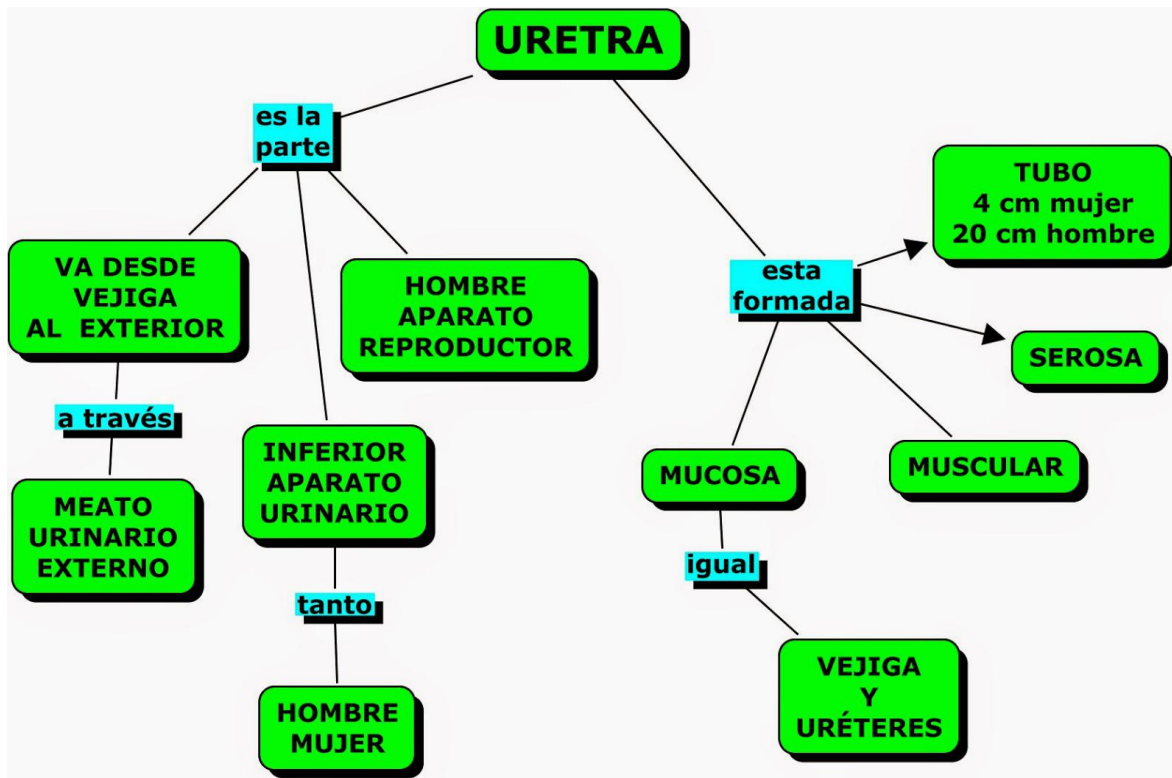 URETRA
es la
parte
VA DESDE
VEJIGA
AL EXTERIOR
a través
MEATO
URINARIO
EXTERNO
INFERIOR
APARATO
URINARIO
tanto
HOMBRE
MUJER
HOMBRE
APARATO
REPRODUCTOR
esta
formada
TUBO
4 cm mujer
20 cm hombre
SEROSA
MUSCULAR
MUCOSA
igual
VEJIGA
Y
URÉTERES